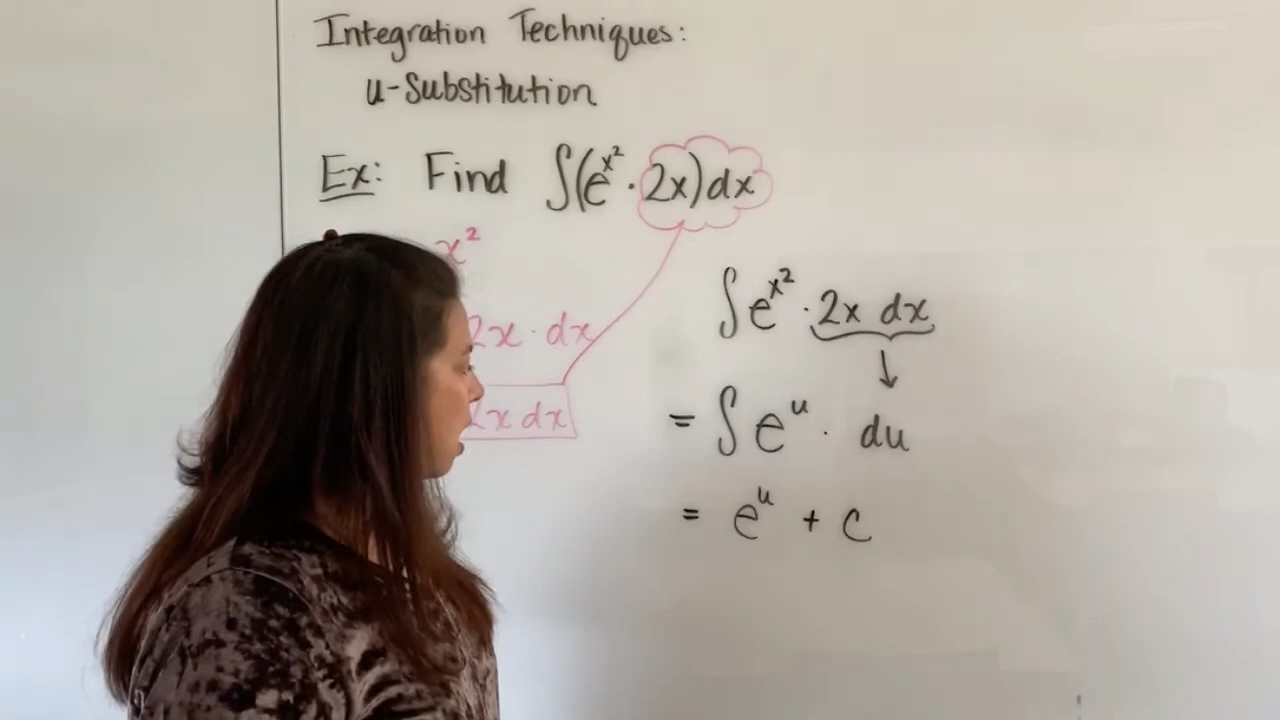 Integration Techniques:
u-Substitution
Ex: Find ∫(e^x² · 2x)dx
x²
2x · dx
2x dx
∫e^x² · 2x dx
↓
= ∫e^u · du
= e^u + c